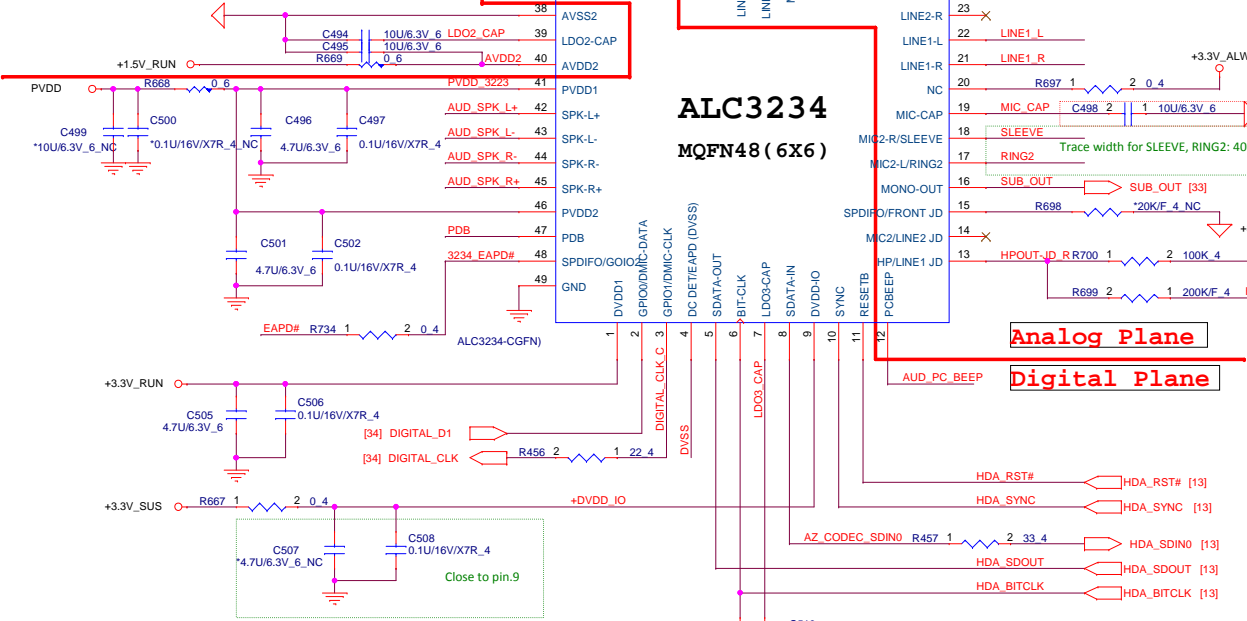 38 AVSS2
C494 10U/6.3V_6 LDO2_CAP 39 LDO2-CAP
C495 10U/6.3V_6
+1.5V_RUN R669 0_6 AVDD2 40 AVDD2
PVDD R668 0_6 PVDD_3223 41 PVDD1
C499 *10U/6.3V_6_NC
C500 *0.1U/16V/X7R_4_NC
C496 4.7U/6.3V_6
C497 0.1U/16V/X7R_4
AUD_SPK_L+ 42 SPK-L+
AUD_SPK_L- 43 SPK-L-
AUD_SPK_R- 44 SPK-R-
AUD_SPK_R+ 45 SPK-R+
46 PVDD2
PDB 47 PDB
3234_EAPD# 48 SPDIFO/GOIO2
49 GND
C501 4.7U/6.3V_6
C502 0.1U/16V/X7R_4
EAPD# R734 1 2 0_4
ALC3234-CGFN)
ALC3234
MQFN48(6X6)
LINE2-R 23
LINE1-L 22 LINE1_L
LINE1-R 21 LINE1_R
+3.3V_ALW
NC 20 R697 1 2 0_4
MIC-CAP 19 MIC_CAP C498 2 1 10U/6.3V_6
MIC2-R/SLEEVE 18 SLEEVE
Trace width for SLEEVE, RING2: 40
MIC2-L/RING2 17 RING2
MONO-OUT 16 SUB_OUT SUB_OUT [33]
SPDIFO/FRONT JD 15 R698 *20K/F_4_NC
MIC2/LINE2 JD 14
HP/LINE1 JD 13 HPOUT-JD_R R700 1 2 100K_4
R699 2 1 200K/F_4
DVDD1 1
GPIO0/DMIC-DATA 2
GPIO1/DMIC-CLK 3 DIGITAL_CLK_C
DC DET/EAPD (DVSS) 4 DVSS
SDATA-OUT 5
BIT-CLK 6
LDO3-CAP 7 LDO3_CAP
SDATA-IN 8
DVDD-IO 9
SYNC 10
RESETB 11
PCBEEP 12
AUD_PC_BEEP
Analog Plane
Digital Plane
+3.3V_RUN
C505 4.7U/6.3V_6
C506 0.1U/16V/X7R_4
[34] DIGITAL_D1
[34] DIGITAL_CLK R456 2 1 22_4
+3.3V_SUS R667 1 2 0_4 +DVDD_IO
C507 *4.7U/6.3V_6_NC
C508 0.1U/16V/X7R_4
Close to pin.9
HDA_RST# HDA_RST# [13]
HDA_SYNC HDA_SYNC [13]
AZ_CODEC_SDIN0 R457 1 2 33_4 HDA_SDIN0 [13]
HDA_SDOUT HDA_SDOUT [13]
HDA_BITCLK HDA_BITCLK [13]